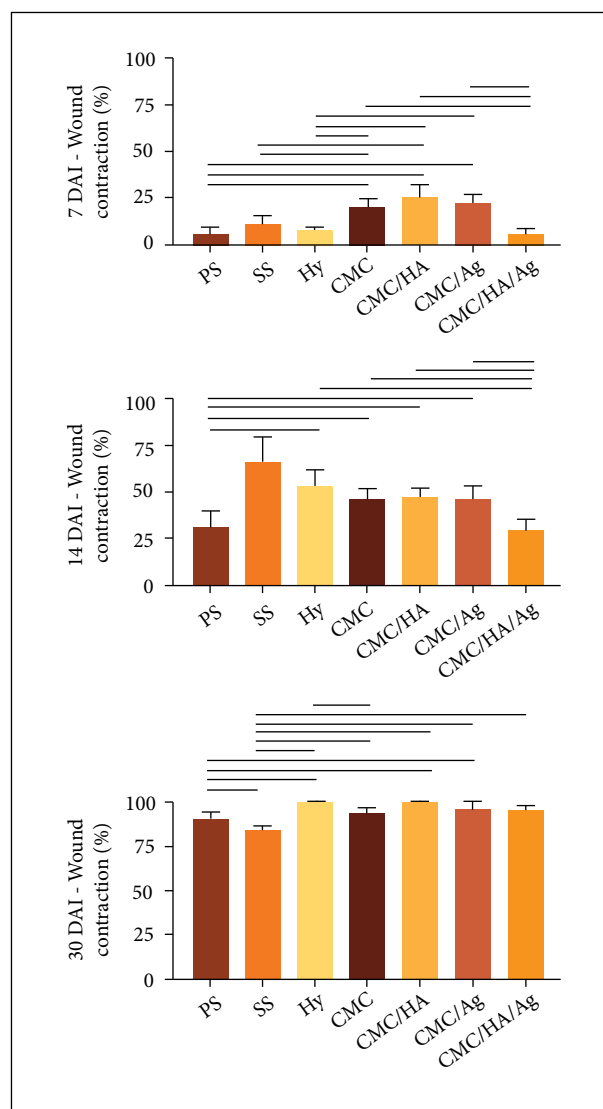 7 DAI - Wound
contraction (%)
100
75
50
25
0
PS
SS
Hy
CMC
CMC/HA
CMC/Ag
CMC/HA/Ag
14 DAI - Wound
contraction (%)
100
75
50
25
0
PS
SS
Hy
CMC
CMC/HA
CMC/Ag
CMC/HA/Ag
30 DAI - Wound
contraction (%)
100
75
50
25
0
PS
SS
Hy
CMC
CMC/HA
CMC/Ag
CMC/HA/Ag